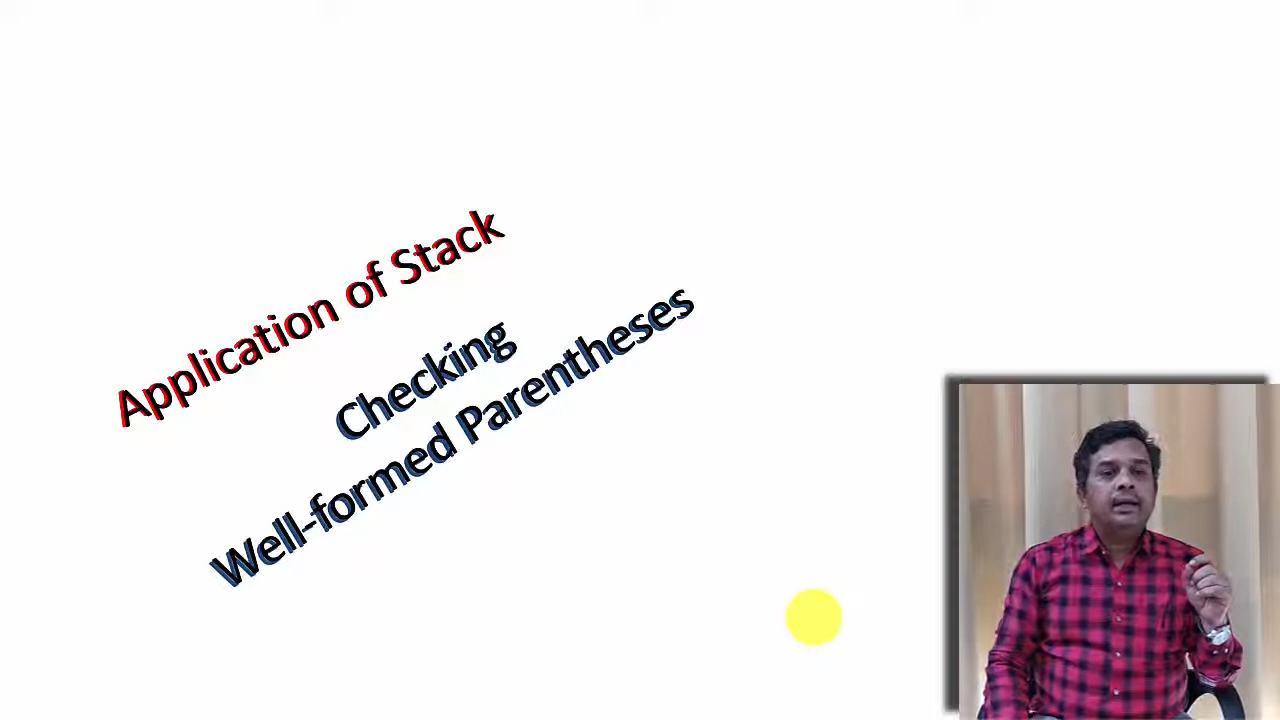 Application of Stack
Checking
Well-formed Parentheses